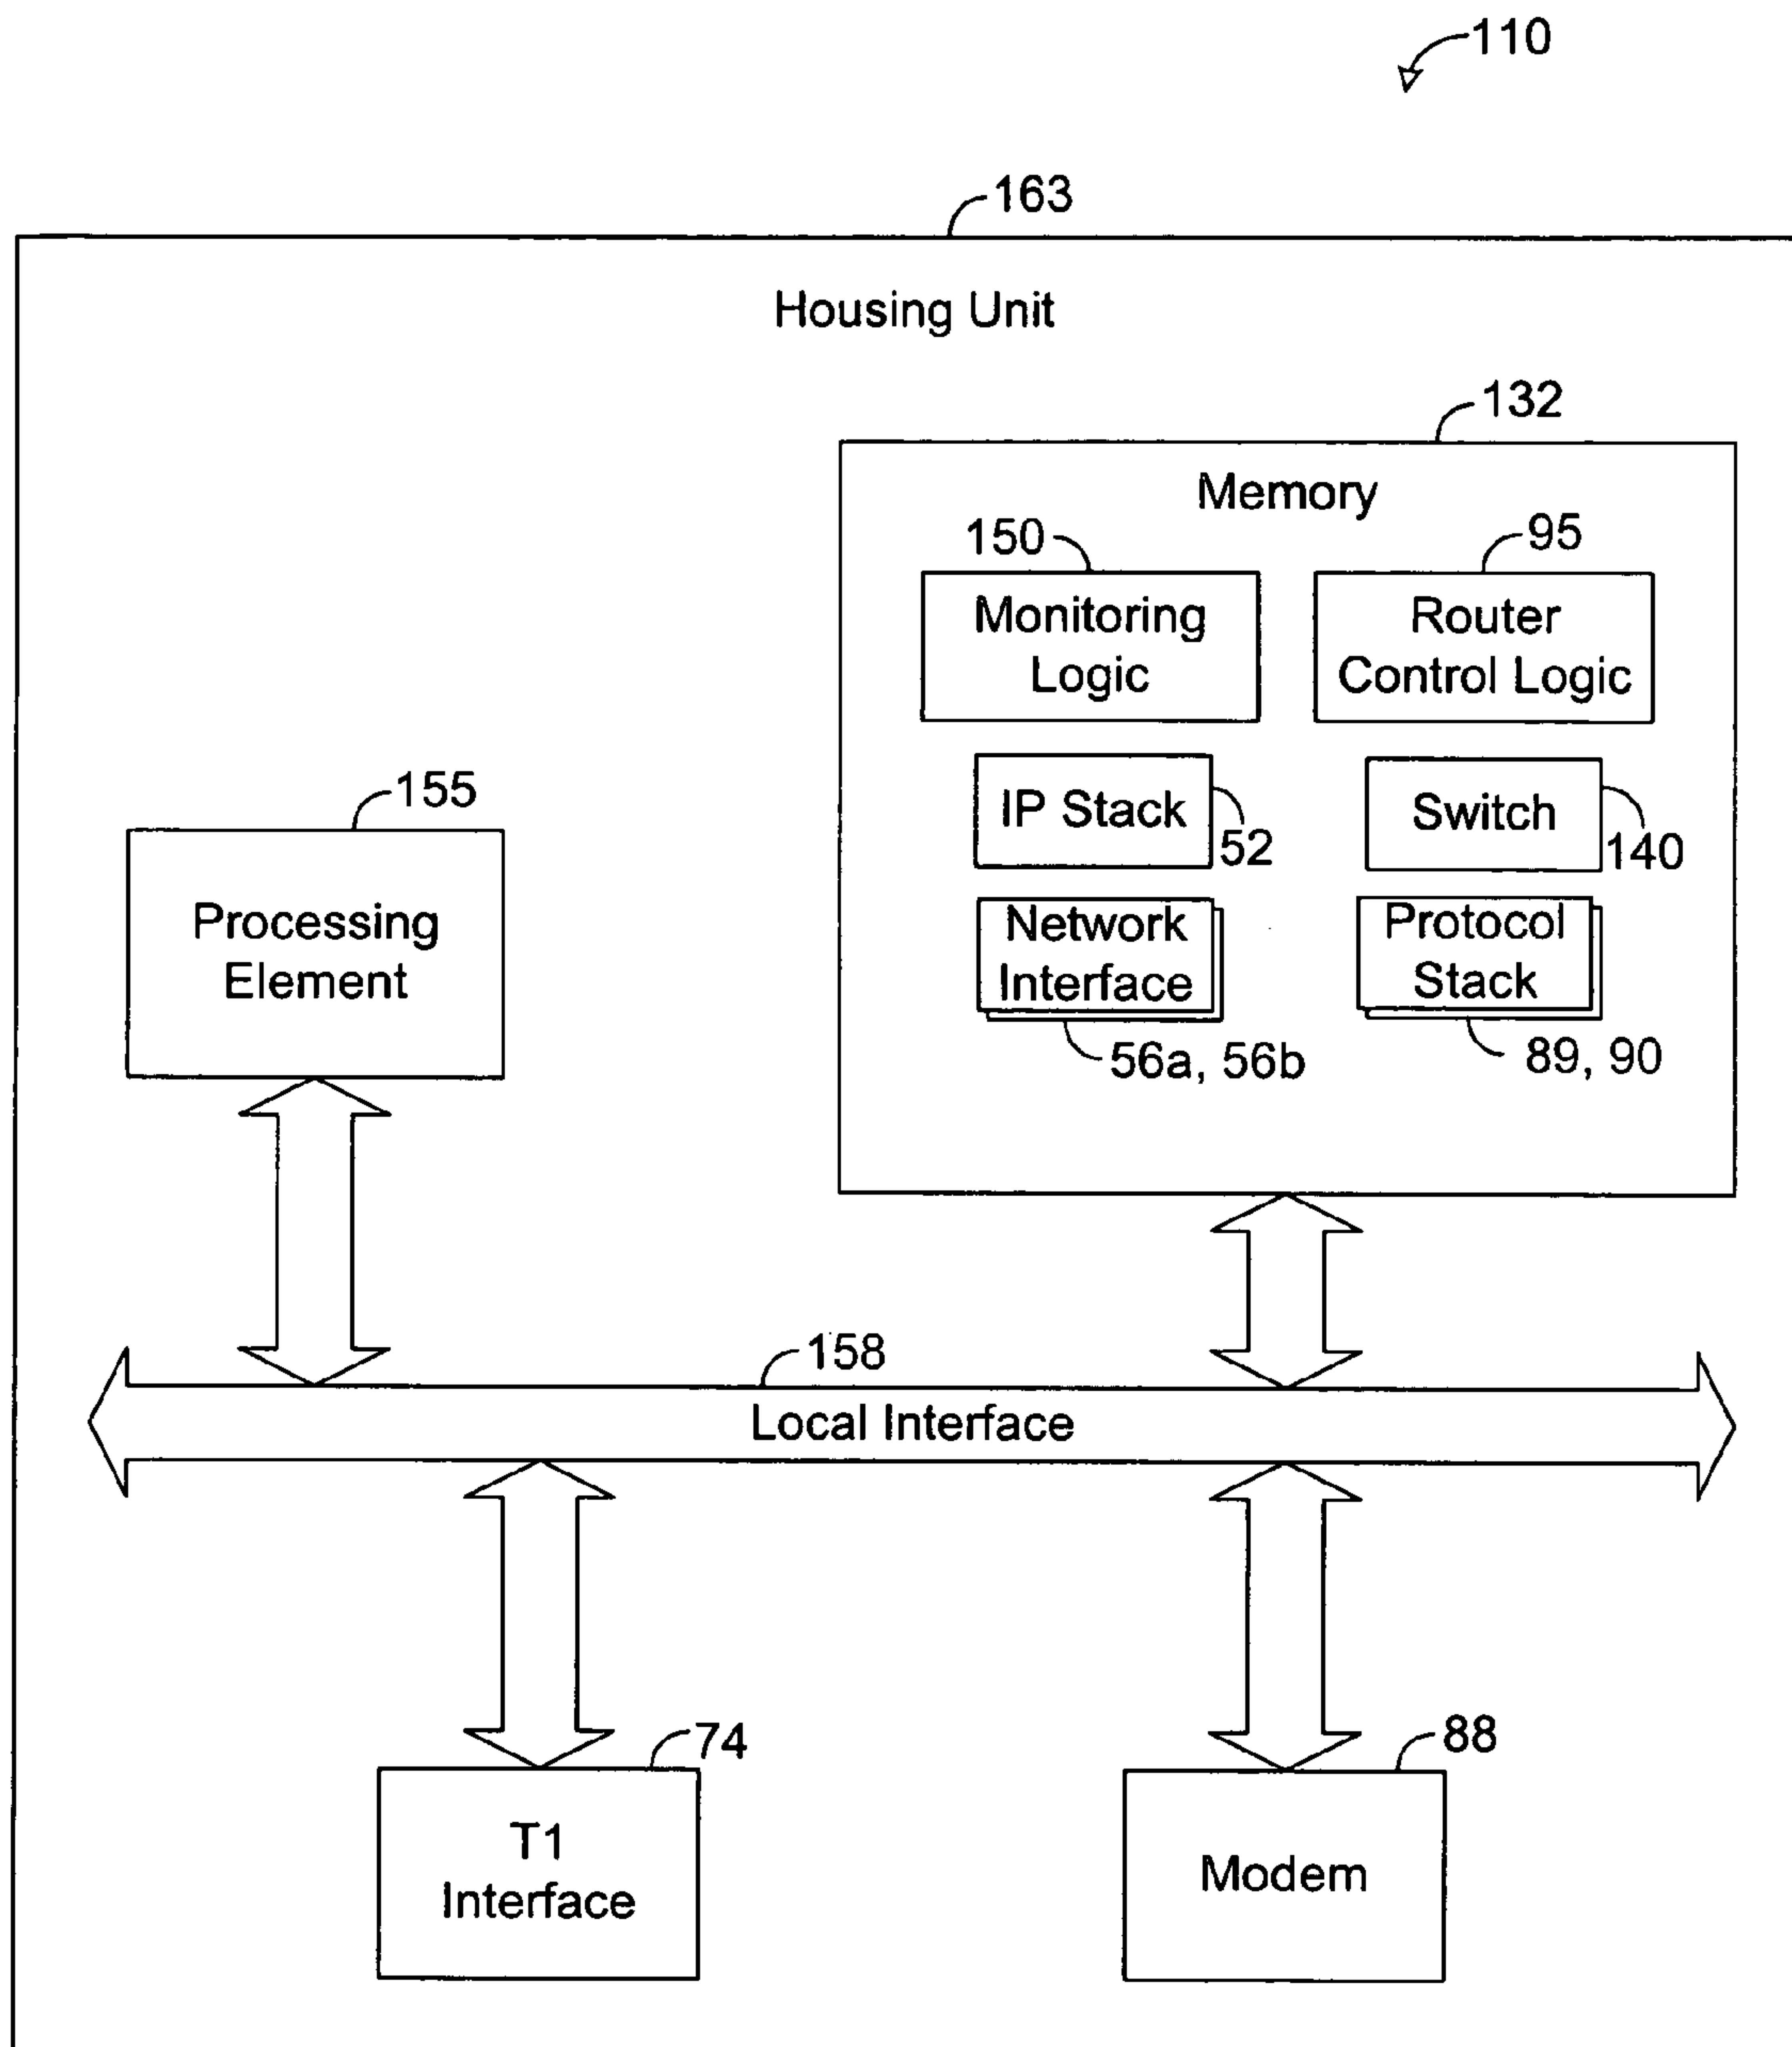 110
163
Housing Unit
132
Memory
150
95
Monitoring
Logic
Router
Control Logic
155
IP Stack
52
Switch
140
Processing
Element
Network
Interface
Protocol
Stack
56a, 56b
89, 90
158
Local Interface
74
88
T1
Interface
Modem